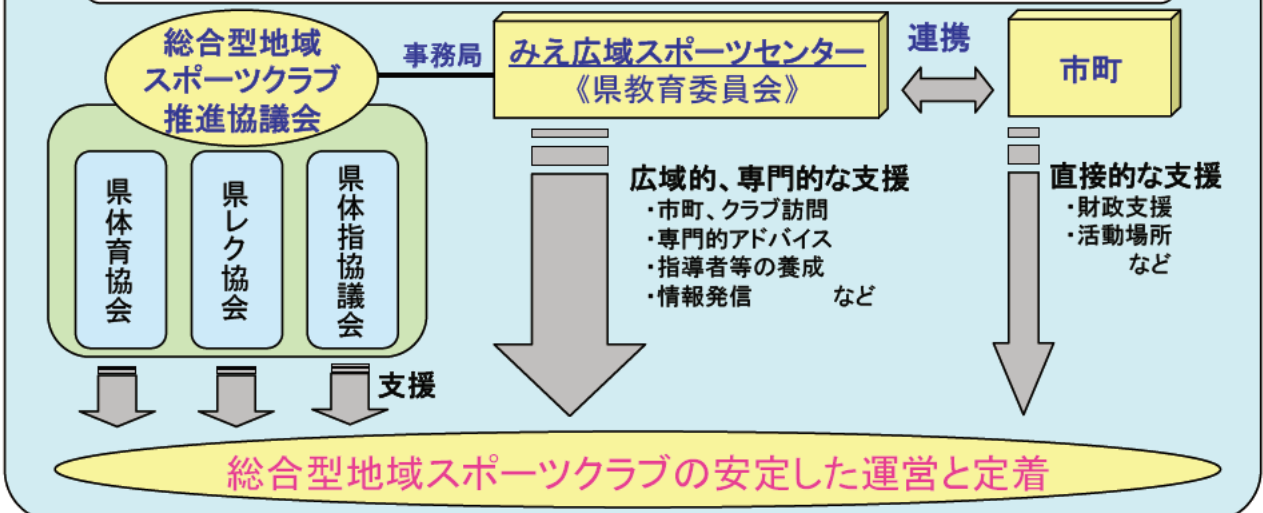 総合型地域
スポーツクラブ
推進協議会
事務局
みえ広域スポーツセンター
《県教育委員会》
連携
市町
県体育協会
県レク協会
県体指協議会
支援
広域的、専門的な支援
・市町、クラブ訪問
・専門的アドバイス
・指導者等の養成
・情報発信 など
直接的な支援
・財政支援
・活動場所
など
総合型地域スポーツクラブの安定した運営と定着